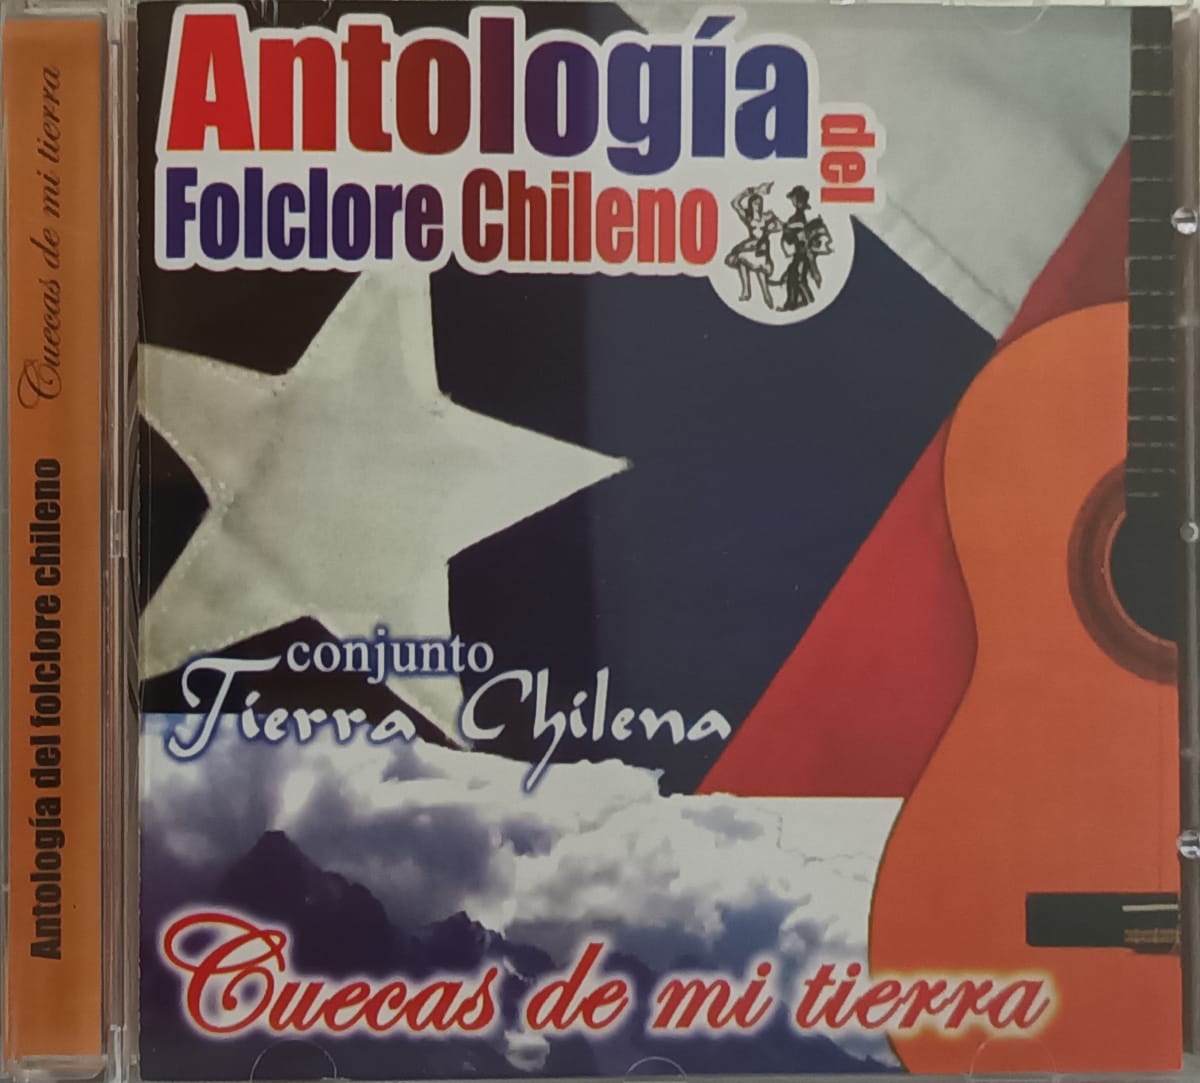 Antología del folclore chileno Cuecas de mi tierra
Antología
del
Folclore Chileno
conjunto
Tierra Chilena
Cuecas de mi tierra